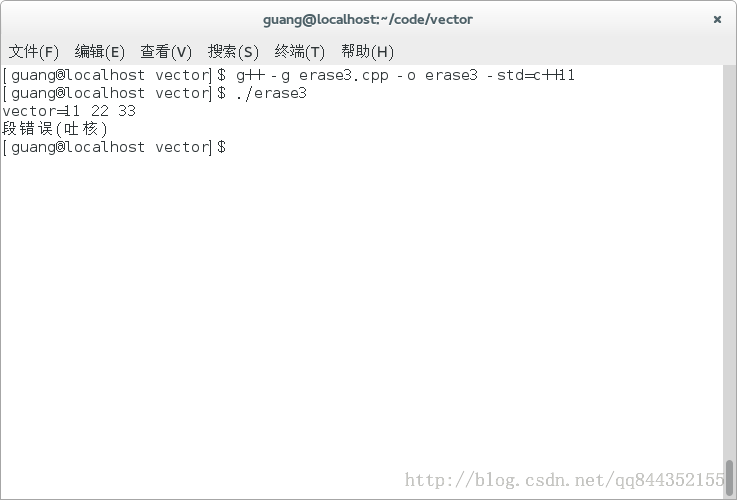 guang@localhost:~/code/vector ×
文件(F) 编辑(E) 查看(V) 搜索(S) 终端(T) 帮助(H)
[guang@localhost vector]$ g++ -g erase3.cpp -o erase3 -std=c++11
[guang@localhost vector]$ ./erase3
vector=11 22 33
段错误(吐核)
[guang@localhost vector]$
http://blog.csdn.net/qq844352155